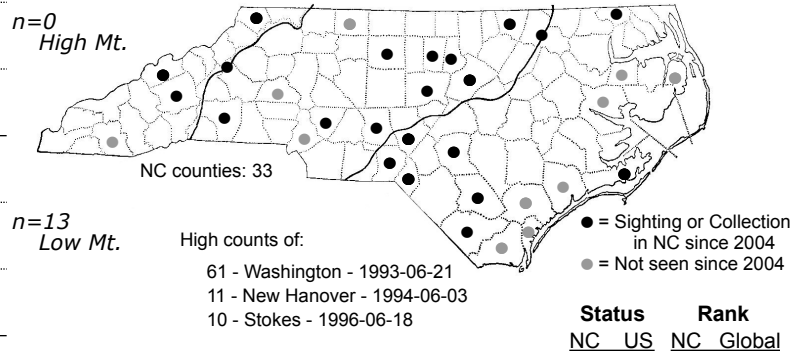 n=0
High Mt.
NC counties: 33
n=13
Low Mt.
High counts of:
61 - Washington - 1993-06-21
11 - New Hanover - 1994-06-03
10 - Stokes - 1996-06-18
= Sighting or Collection
in NC since 2004
= Not seen since 2004
Status Rank
NC US NC Global